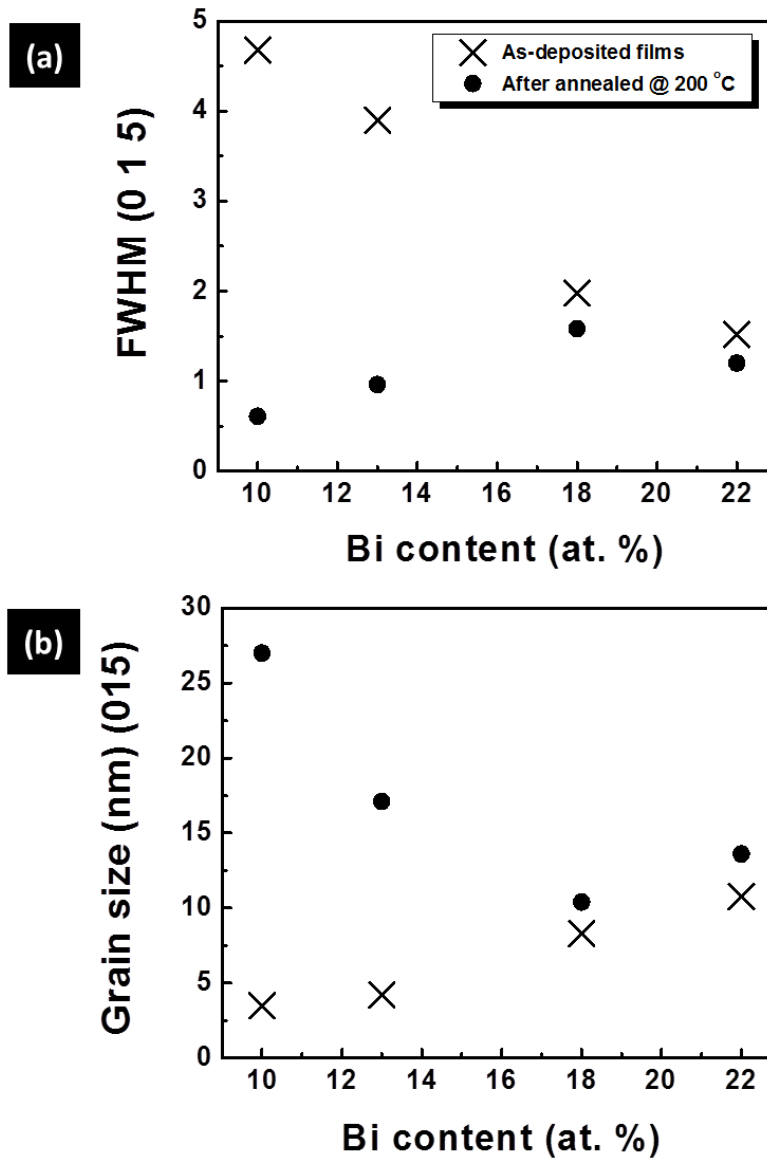 (a)
FWHM (0 1 5)
5
4
3
2
1
0
× As-deposited films
● After annealed @ 200 °C
10 12 14 16 18 20 22
Bi content (at. %)
(b)
Grain size (nm) (015)
30
25
20
15
10
5
0
10 12 14 16 18 20 22
Bi content (at. %)